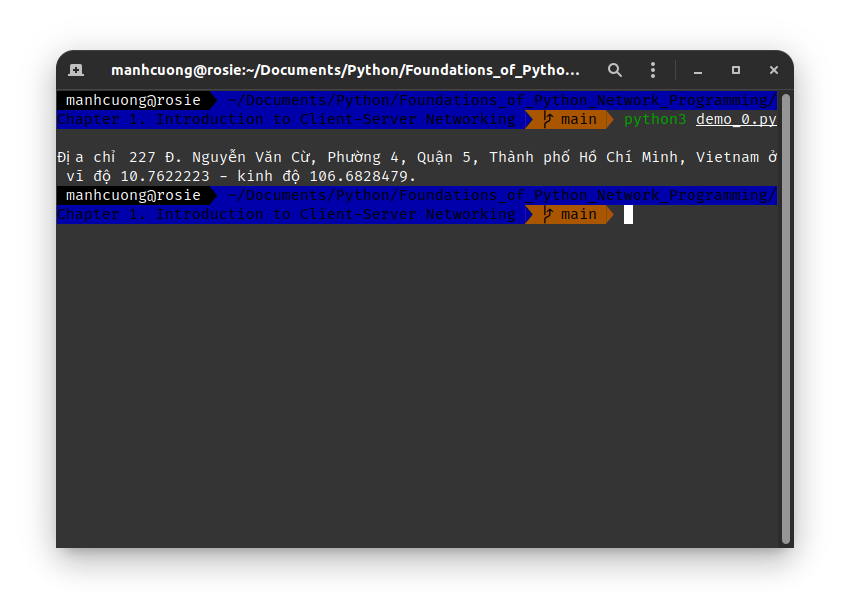 manhcuong@rosie:~/Documents/Python/Foundations_of_Pytho...
manhcuong@rosie ~/Documents/Python/Foundations_of_Python_Network_Programming/
Chapter 1. Introduction to Client-Server Networking main python3 demo_0.py
Địa chỉ 227 Đ. Nguyễn Văn Cừ, Phường 4, Quận 5, Thành phố Hồ Chí Minh, Vietnam ở
vĩ độ 10.7622223 - kinh độ 106.6828479.
manhcuong@rosie ~/Documents/Python/Foundations_of_Python_Network_Programming/
Chapter 1. Introduction to Client-Server Networking main